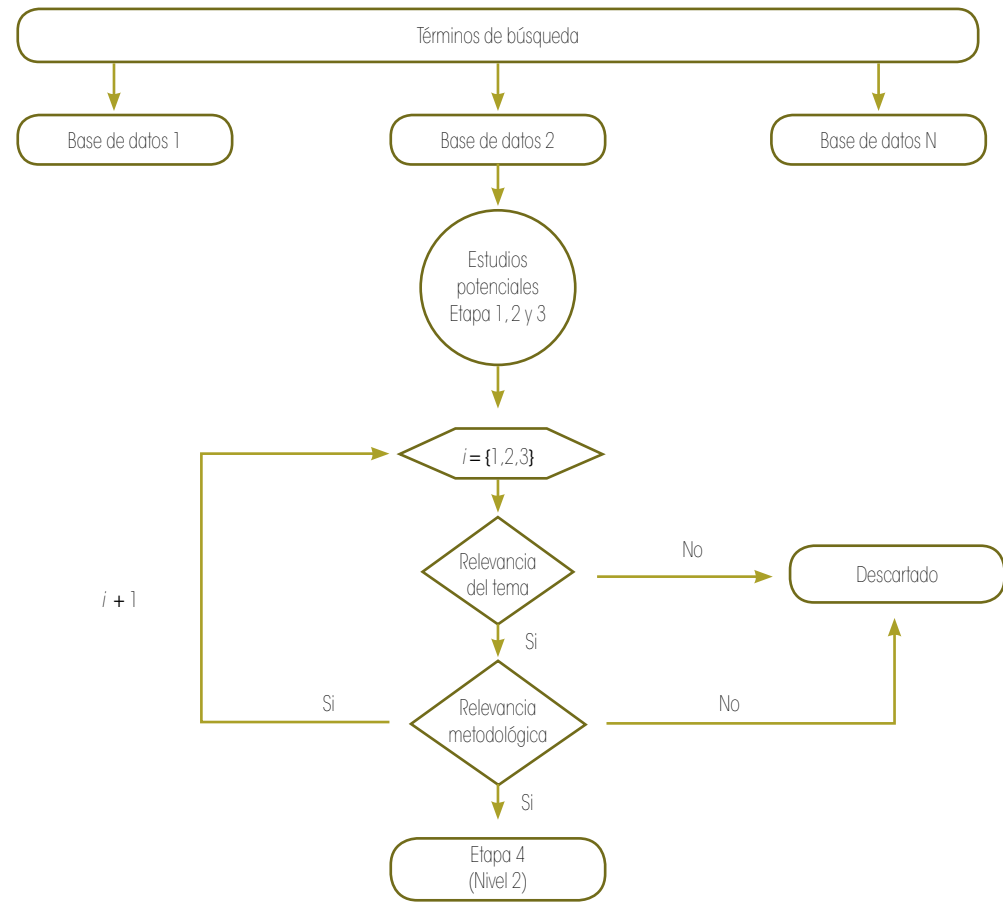 Términos de búsqueda
Base de datos 1
Base de datos 2
Base de datos N
Estudios
potenciales
Etapa 1, 2 y 3
i = {1,2,3}
Relevancia
del tema
No
Descartado
i + 1
Si
Si
Relevancia
metodológica
No
Si
Etapa 4
(Nivel 2)